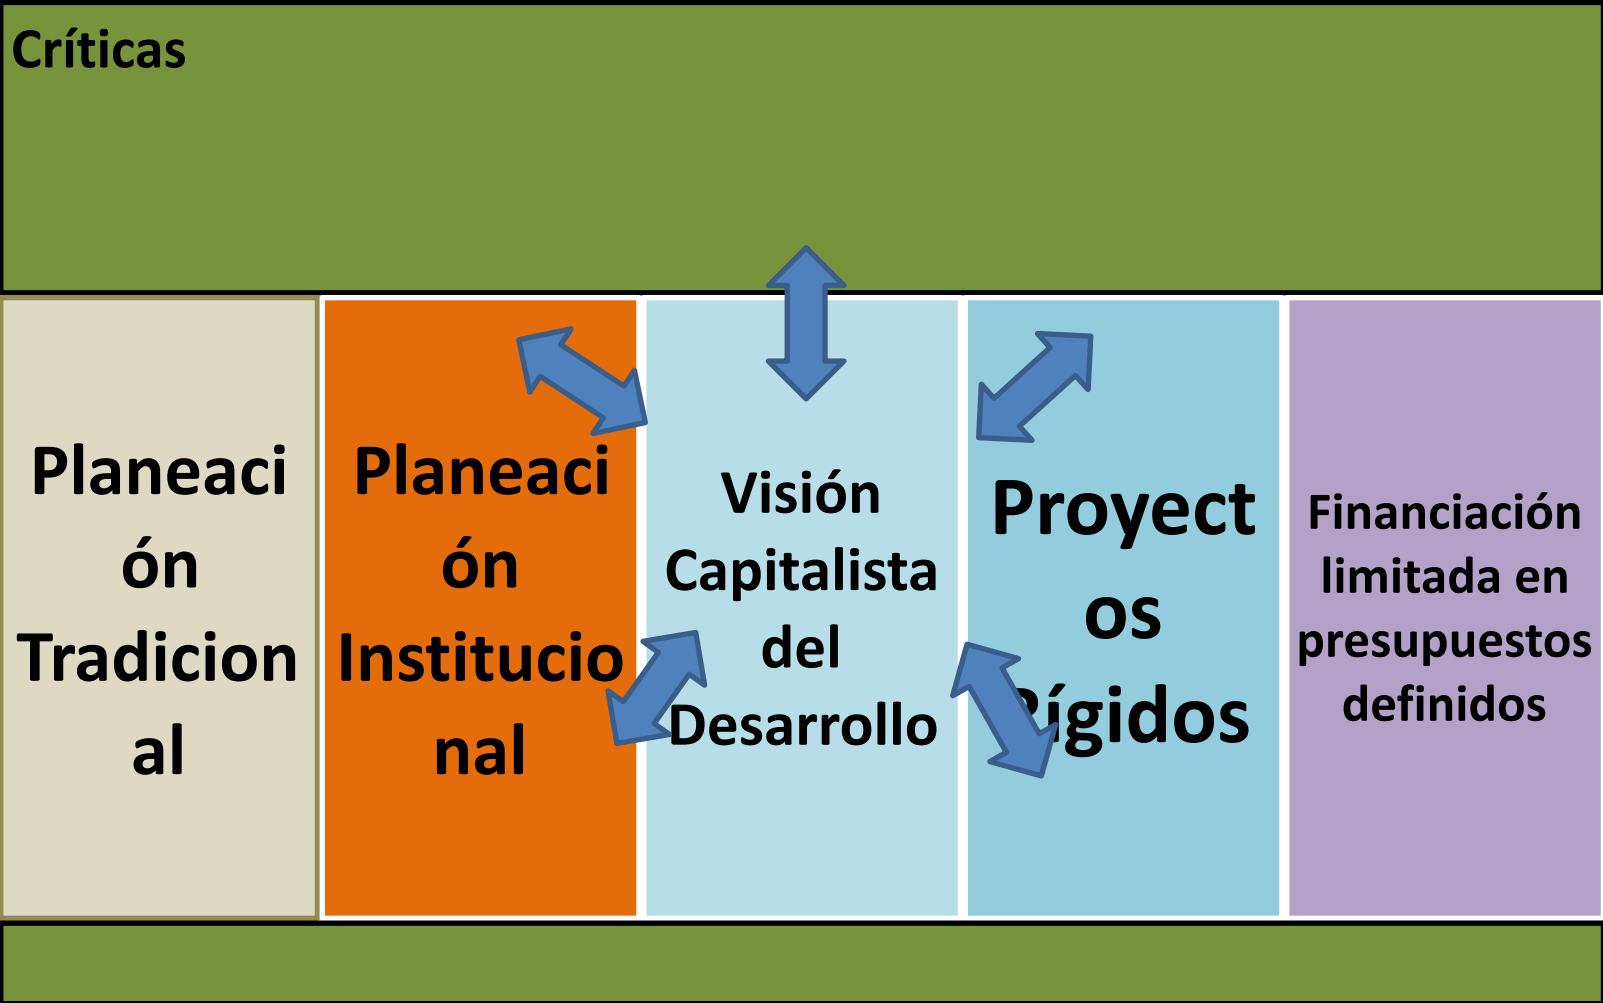 Críticas
Planeaci
ón
Tradicion
al
Planeaci
ón
Institucio
nal
Visión
Capitalista
del
Desarrollo
Proyect
os
Rígidos
Financiación
limitada en
presupuestos
definidos